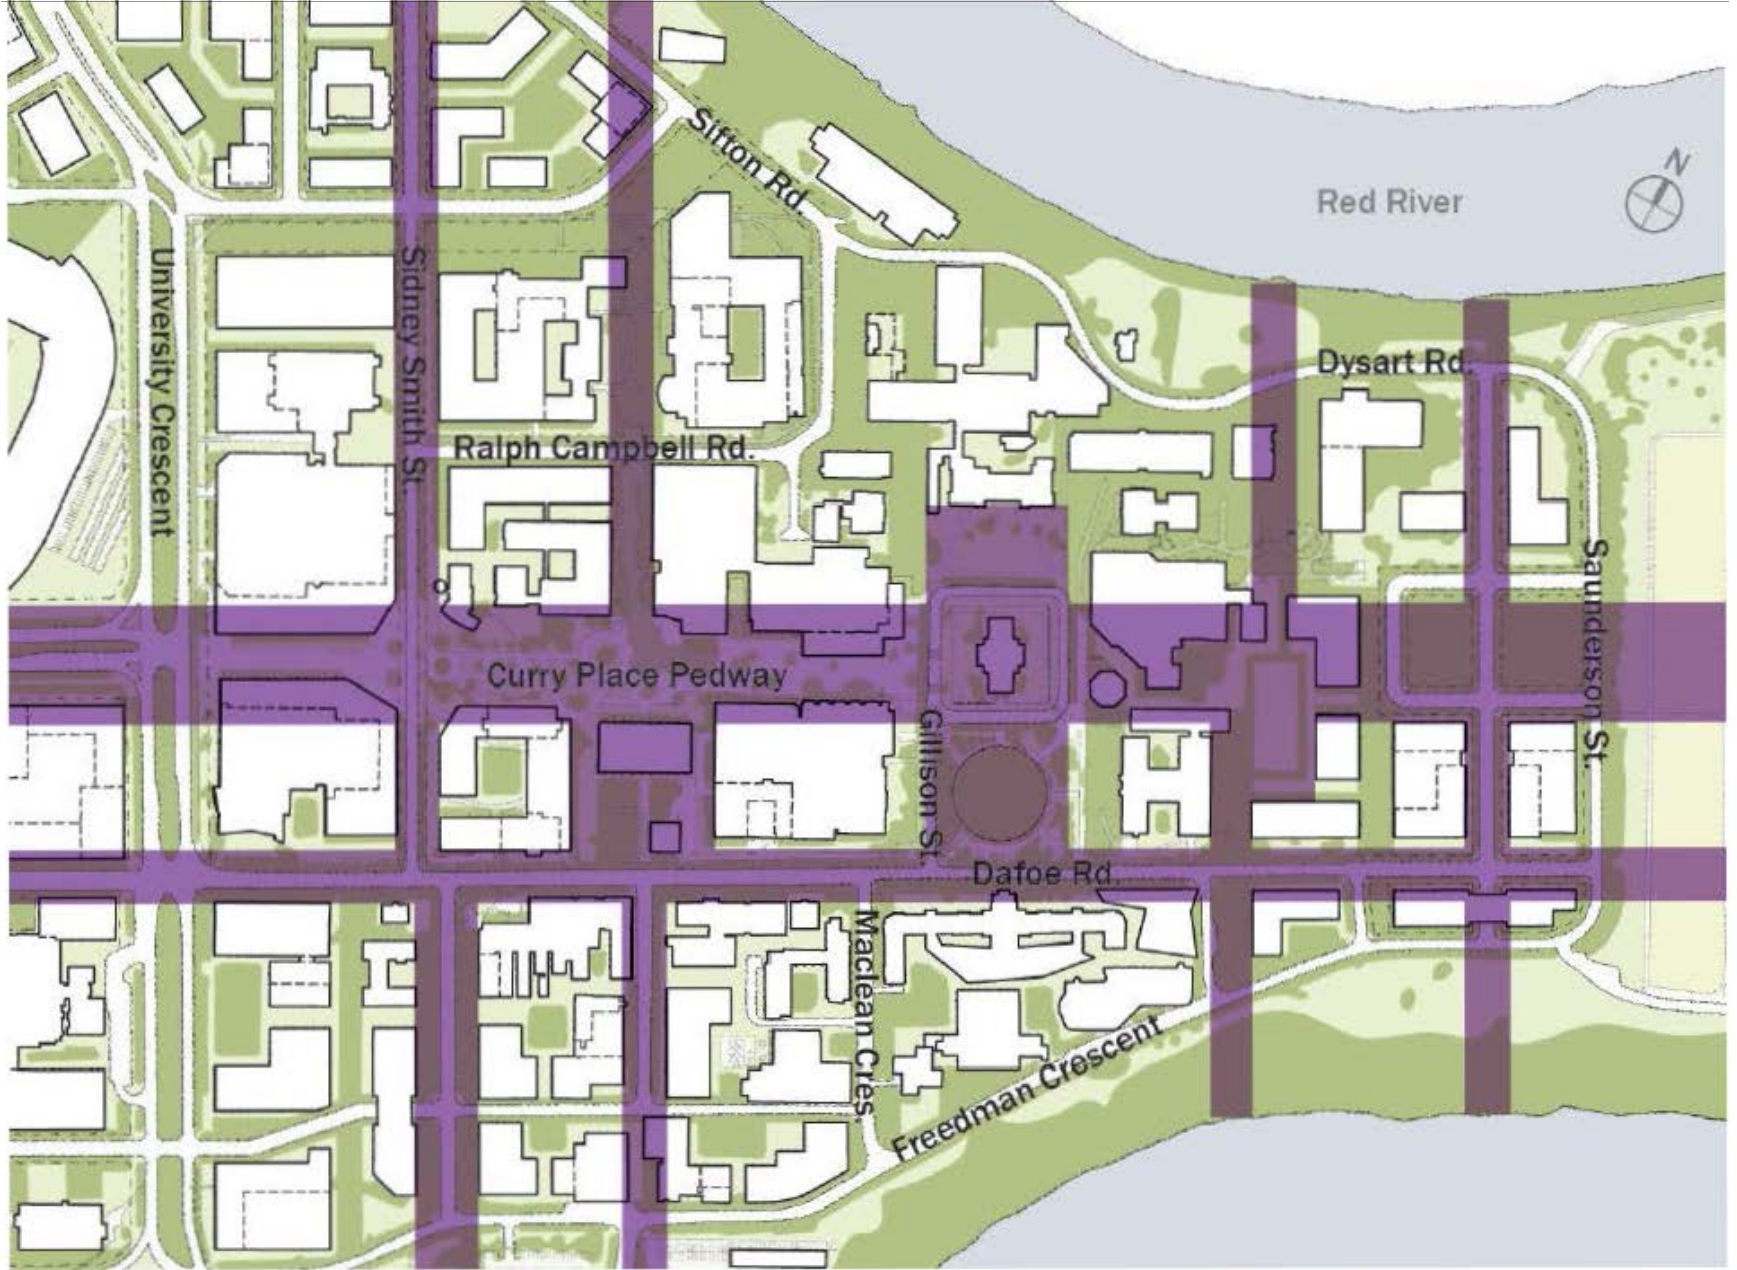 N
Sifton Rd.
Red River
University Crescent
Sidney Smith St.
Dysart Rd.
Ralph Campbell Rd.
Saunderson St.
Curry Place Pedway
Gillison St.
Dafoe Rd.
Maclean Cres.
Freedman Crescent